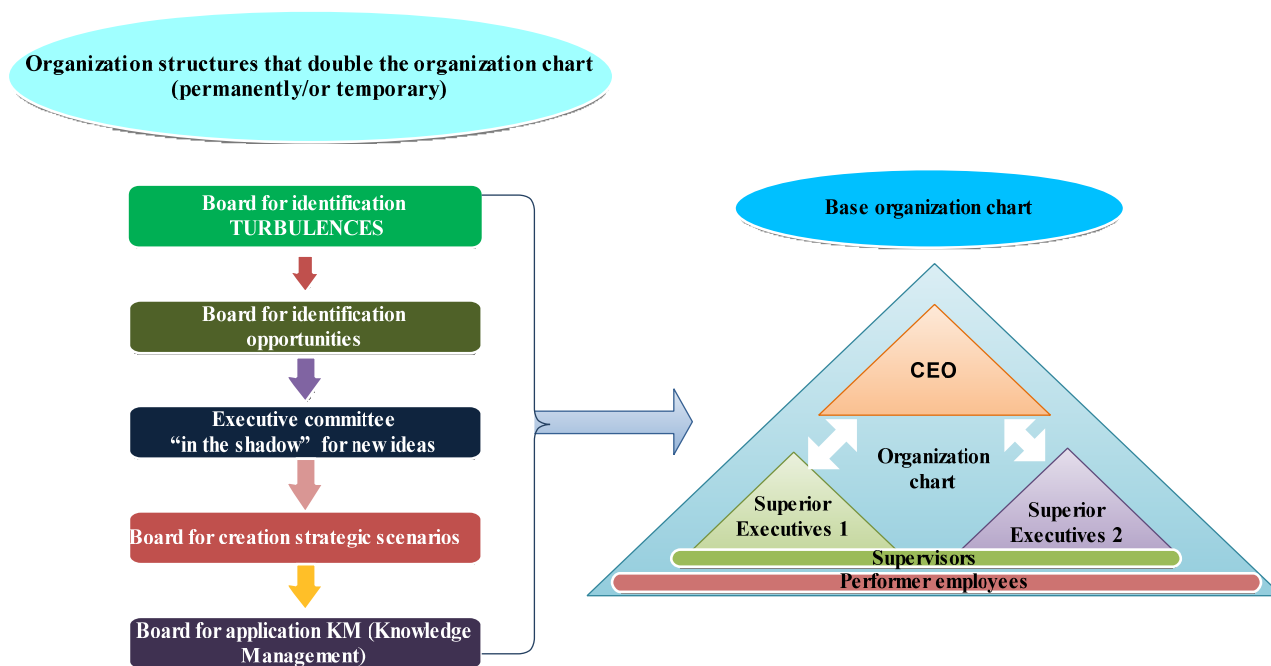 Organization structures that double the organization chart
(permanently/or temporary)
Board for identification
TURBULENCES
Board for identification
opportunities
Executive committee
“in the shadow” for new ideas
Board for creation strategic scenarios
Board for application KM (Knowledge
Management)
Base organization chart
CEO
Organization
chart
Superior
Executives 1
Superior
Executives 2
Supervisors
Performer employees